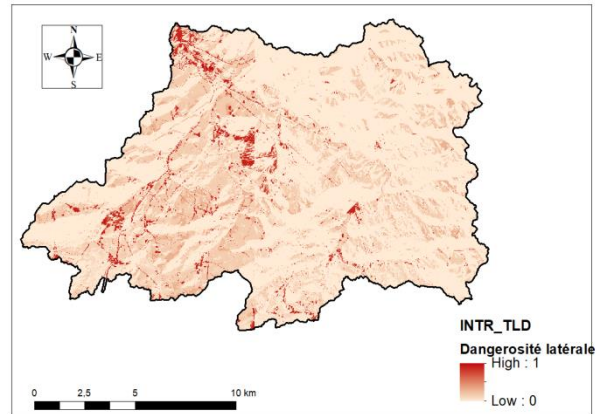 N
W E
S
INTR_TLD
Dangerosité latérale
High : 1
Low : 0
0 2,5 5 10 km